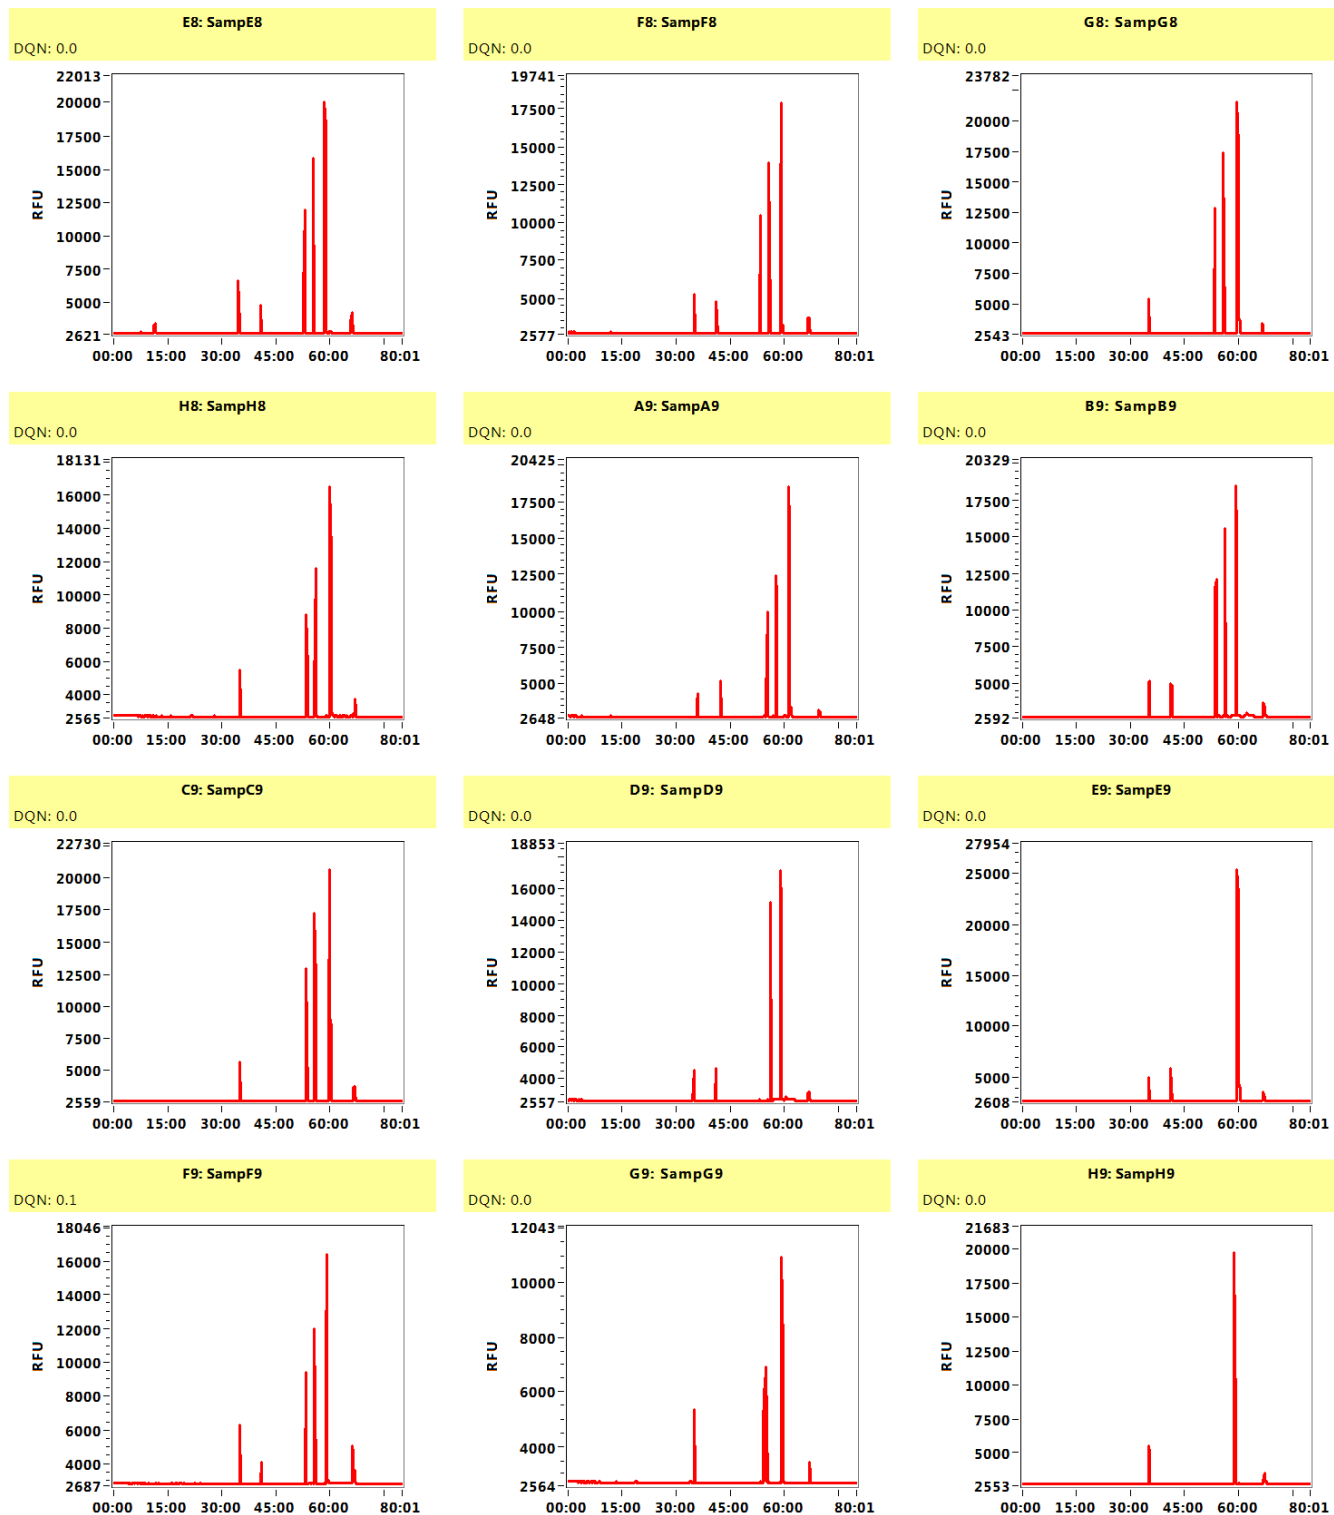 E8: SampE8
DQN: 0.0
22013
20000
17500
15000
12500
10000
7500
5000
2621
RFU
00:00 15:00 30:00 45:00 60:00 80:01
F8: SampF8
DQN: 0.0
19741
17500
15000
12500
10000
7500
5000
2577
RFU
00:00 15:00 30:00 45:00 60:00 80:01
G8: SampG8
DQN: 0.0
23782
20000
17500
15000
12500
10000
7500
5000
2543
RFU
00:00 15:00 30:00 45:00 60:00 80:01
H8: SampH8
DQN: 0.0
18131
16000
14000
12000
10000
8000
6000
4000
2565
RFU
00:00 15:00 30:00 45:00 60:00 80:01
A9: SampA9
DQN: 0.0
20425
17500
15000
12500
10000
7500
5000
2648
RFU
00:00 15:00 30:00 45:00 60:00 80:01
B9: SampB9
DQN: 0.0
20329
17500
15000
12500
10000
7500
5000
2592
RFU
00:00 15:00 30:00 45:00 60:00 80:01
C9: SampC9
DQN: 0.0
22730
20000
17500
15000
12500
10000
7500
5000
2559
RFU
00:00 15:00 30:00 45:00 60:00 80:01
D9: SampD9
DQN: 0.0
18853
16000
14000
12000
10000
8000
6000
4000
2557
RFU
00:00 15:00 30:00 45:00 60:00 80:01
E9: SampE9
DQN: 0.0
27954
25000
20000
15000
10000
5000
2608
RFU
00:00 15:00 30:00 45:00 60:00 80:01
F9: SampF9
DQN: 0.1
18046
16000
14000
12000
10000
8000
6000
4000
2687
RFU
00:00 15:00 30:00 45:00 60:00 80:01
G9: SampG9
DQN: 0.0
12043
10000
8000
6000
4000
2564
RFU
00:00 15:00 30:00 45:00 60:00 80:01
H9: SampH9
DQN: 0.0
21683
20000
17500
15000
12500
10000
7500
5000
2553
RFU
00:00 15:00 30:00 45:00 60:00 80:01